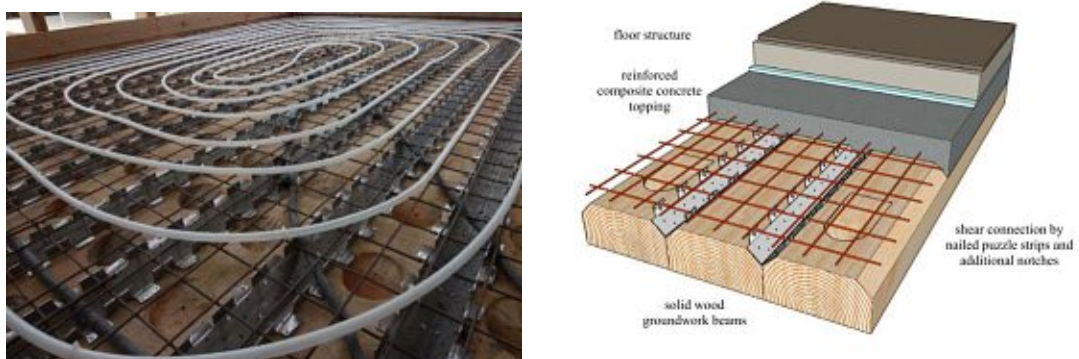 floor structure
reinforced
composite concrete
topping
shear connection by
nailed puzzle strips and
additional notches
solid wood
groundwork beams